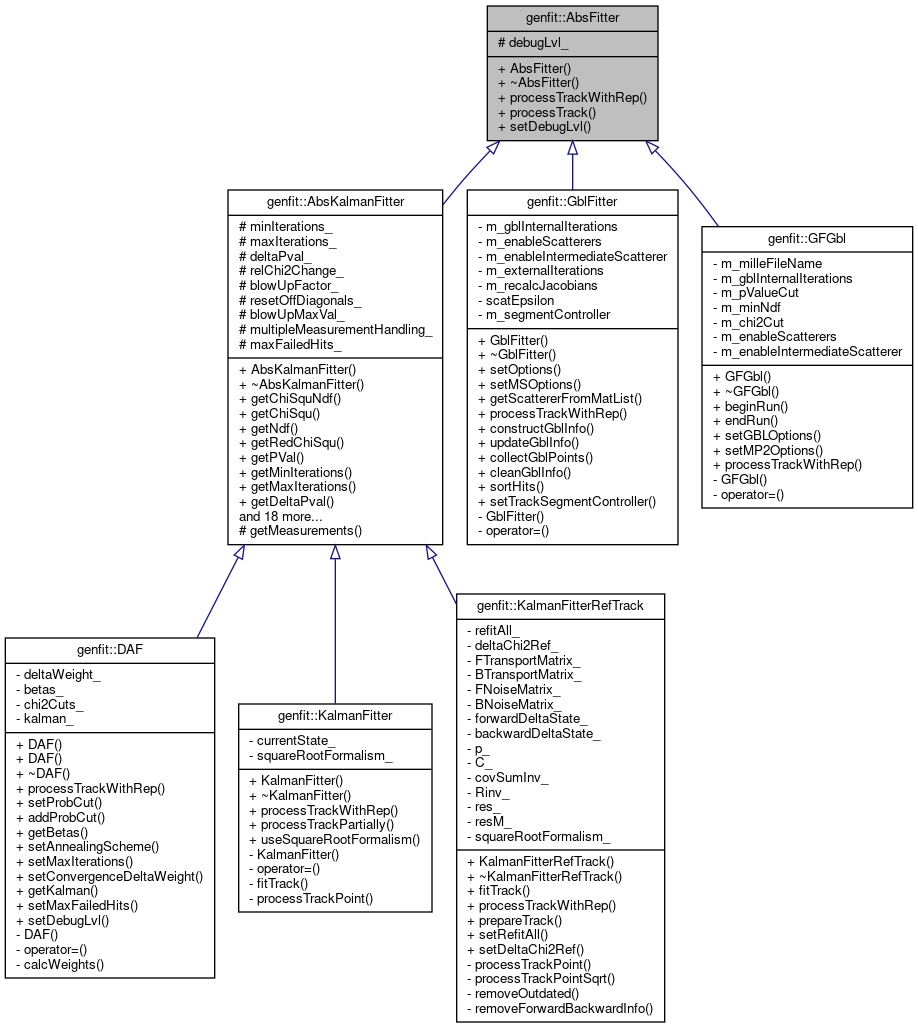 genfit::AbsFitter
# debugLvl_
+ AbsFitter()
+ ~AbsFitter()
+ processTrackWithRep()
+ processTrack()
+ setDebugLvl()
genfit::AbsKalmanFitter
# minIterations_
# maxIterations_
# deltaPval_
# relChi2Change_
# blowUpFactor_
# resetOffDiagonals_
# blowUpMaxVal_
# multipleMeasurementHandling_
# maxFailedHits_
+ AbsKalmanFitter()
+ ~AbsKalmanFitter()
+ getChiSquNdf()
+ getChiSqu()
+ getNdf()
+ getRedChiSqu()
+ getPVal()
+ getMinIterations()
+ getMaxIterations()
+ getDeltaPval()
and 18 more...
# getMeasurements()
genfit::GblFitter
- m_gblInternalIterations
- m_enableScatterers
- m_enableIntermediateScatterer
- m_externalIterations
- m_recalcJacobians
- scatEpsilon
- m_segmentController
+ GblFitter()
+ ~GblFitter()
+ setOptions()
+ setMSOptions()
+ getScattererFromMatList()
+ processTrackWithRep()
+ constructGblInfo()
+ updateGblInfo()
+ collectGblPoints()
+ cleanGblInfo()
+ sortHits()
+ setTrackSegmentController()
- GblFitter()
- operator=()
genfit::GFGbl
- m_milleFileName
- m_gblInternalIterations
- m_pValueCut
- m_minNdf
- m_chi2Cut
- m_enableScatterers
- m_enableIntermediateScatterer
+ GFGbl()
+ ~GFGbl()
+ beginRun()
+ endRun()
+ setGBLOptions()
+ setMP2Options()
+ processTrackWithRep()
- GFGbl()
- operator=()
genfit::DAF
- deltaWeight_
- betas_
- chi2Cuts_
- kalman_
+ DAF()
+ DAF()
+ ~DAF()
+ processTrackWithRep()
+ setProbCut()
+ addProbCut()
+ getBetas()
+ setAnnealingScheme()
+ setMaxIterations()
+ setConvergenceDeltaWeight()
+ getKalman()
+ setMaxFailedHits()
+ setDebugLvl()
- DAF()
- operator=()
- calcWeights()
genfit::KalmanFitter
- currentState_
- squareRootFormalism_
+ KalmanFitter()
+ ~KalmanFitter()
+ processTrackWithRep()
+ processTrackPartially()
+ useSquareRootFormalism()
- KalmanFitter()
- operator=()
- fitTrack()
- processTrackPoint()
genfit::KalmanFitterRefTrack
- refitAll_
- deltaChi2Ref_
- FTransportMatrix_
- BTransportMatrix_
- FNoiseMatrix_
- BNoiseMatrix_
- forwardDeltaState_
- backwardDeltaState_
- p_
- C_
- covSumInv_
- Rinv_
- res_
- resM_
- squareRootFormalism_
+ KalmanFitterRefTrack()
+ ~KalmanFitterRefTrack()
+ fitTrack()
+ processTrackWithRep()
+ prepareTrack()
+ setRefitAll()
+ setDeltaChi2Ref()
- processTrackPoint()
- processTrackPointSqrt()
- removeOutdated()
- removeForwardBackwardInfo()